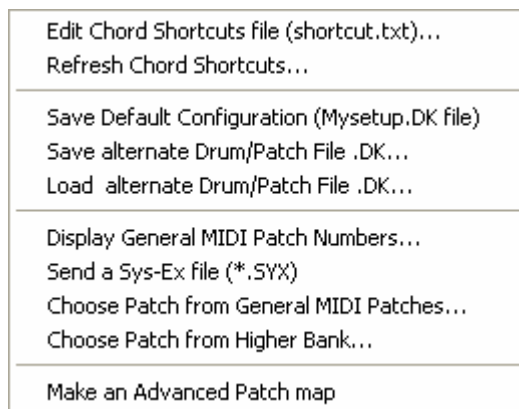 Edit Chord Shortcuts file (shortcut.txt)...
Refresh Chord Shortcuts...
Save Default Configuration (Mysetup.DK file)
Save alternate Drum/Patch File .DK...
Load  alternate Drum/Patch File .DK...
Display General MIDI Patch Numbers...
Send a Sys-Ex file (*.SYX)
Choose Patch from General MIDI Patches...
Choose Patch from Higher Bank...
Make an Advanced Patch map